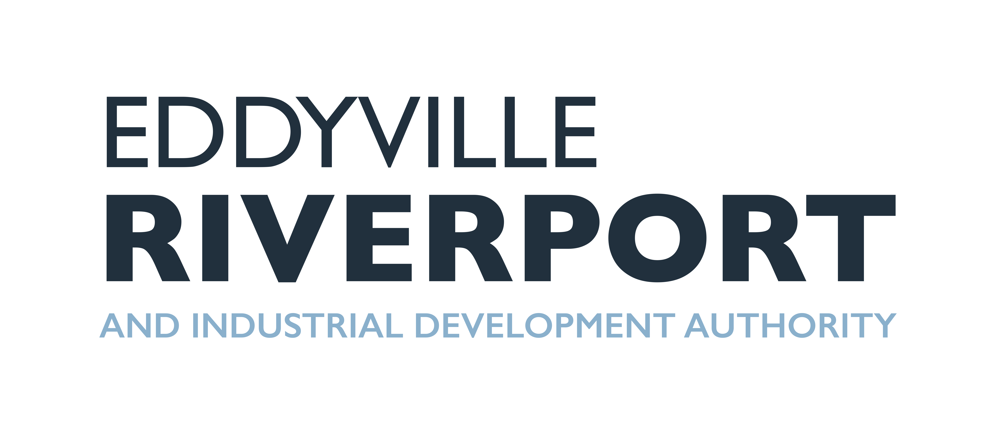 EDDYVILLE
RIVERPORT
AND INDUSTRIAL DEVELOPMENT AUTHORITY